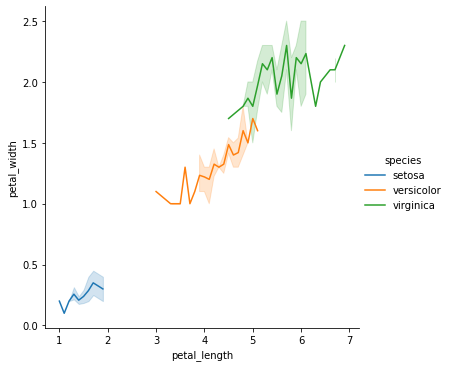 2.5
2.0
1.5
1.0
0.5
0.0
petal_width
1 2 3 4 5 6 7
petal_length
species
setosa
versicolor
virginica